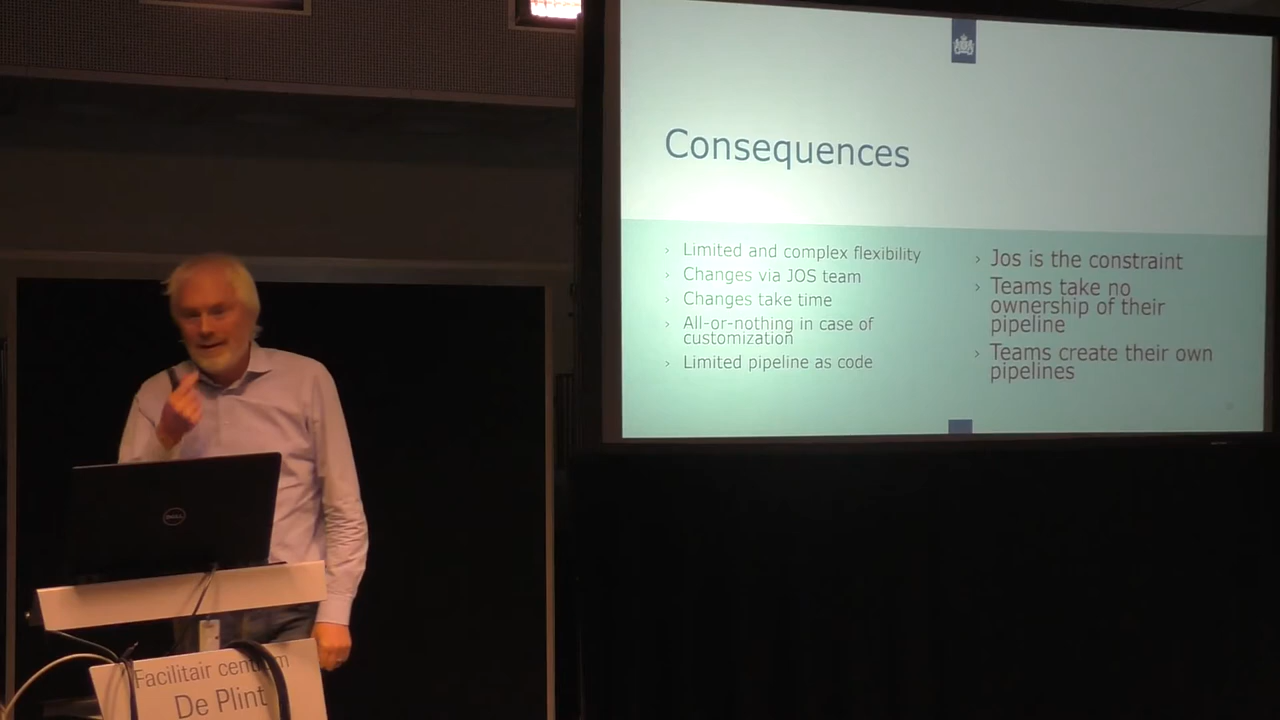 Consequences
› Limited and complex flexibility
› Changes via JOS team
› Changes take time
› All-or-nothing in case of
customization
› Limited pipeline as code
› Jos is the constraint
› Teams take no
ownership of their
pipeline
› Teams create their own
pipelines
DELL
Facilitair centrum
De Plint